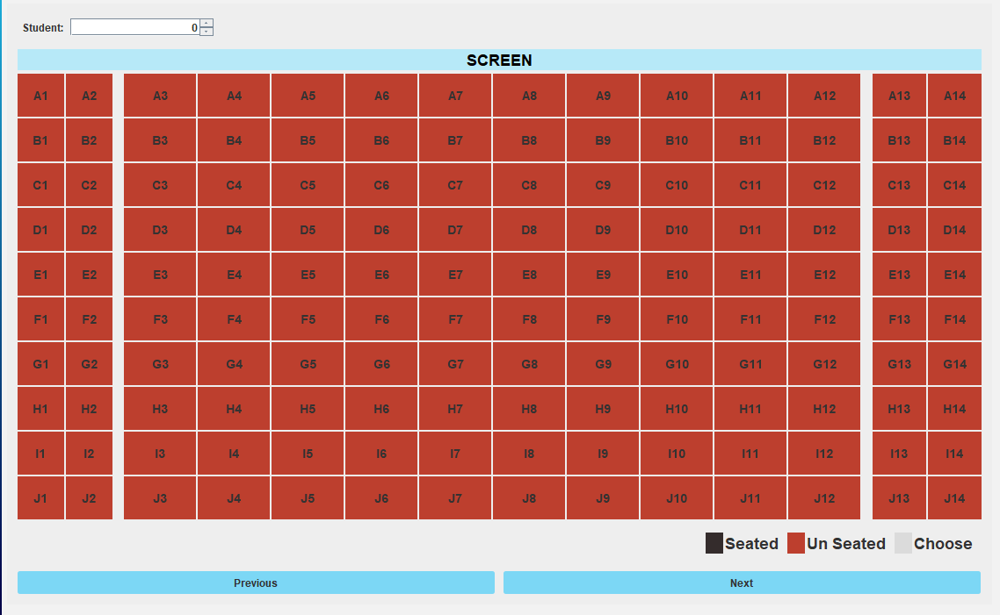 Student: 0
SCREEN
A1 A2 A3 A4 A5 A6 A7 A8 A9 A10 A11 A12 A13 A14
B1 B2 B3 B4 B5 B6 B7 B8 B9 B10 B11 B12 B13 B14
C1 C2 C3 C4 C5 C6 C7 C8 C9 C10 C11 C12 C13 C14
D1 D2 D3 D4 D5 D6 D7 D8 D9 D10 D11 D12 D13 D14
E1 E2 E3 E4 E5 E6 E7 E8 E9 E10 E11 E12 E13 E14
F1 F2 F3 F4 F5 F6 F7 F8 F9 F10 F11 F12 F13 F14
G1 G2 G3 G4 G5 G6 G7 G8 G9 G10 G11 G12 G13 G14
H1 H2 H3 H4 H5 H6 H7 H8 H9 H10 H11 H12 H13 H14
I1 I2 I3 I4 I5 I6 I7 I8 I9 I10 I11 I12 I13 I14
J1 J2 J3 J4 J5 J6 J7 J8 J9 J10 J11 J12 J13 J14
Seated Un Seated Choose
Previous Next